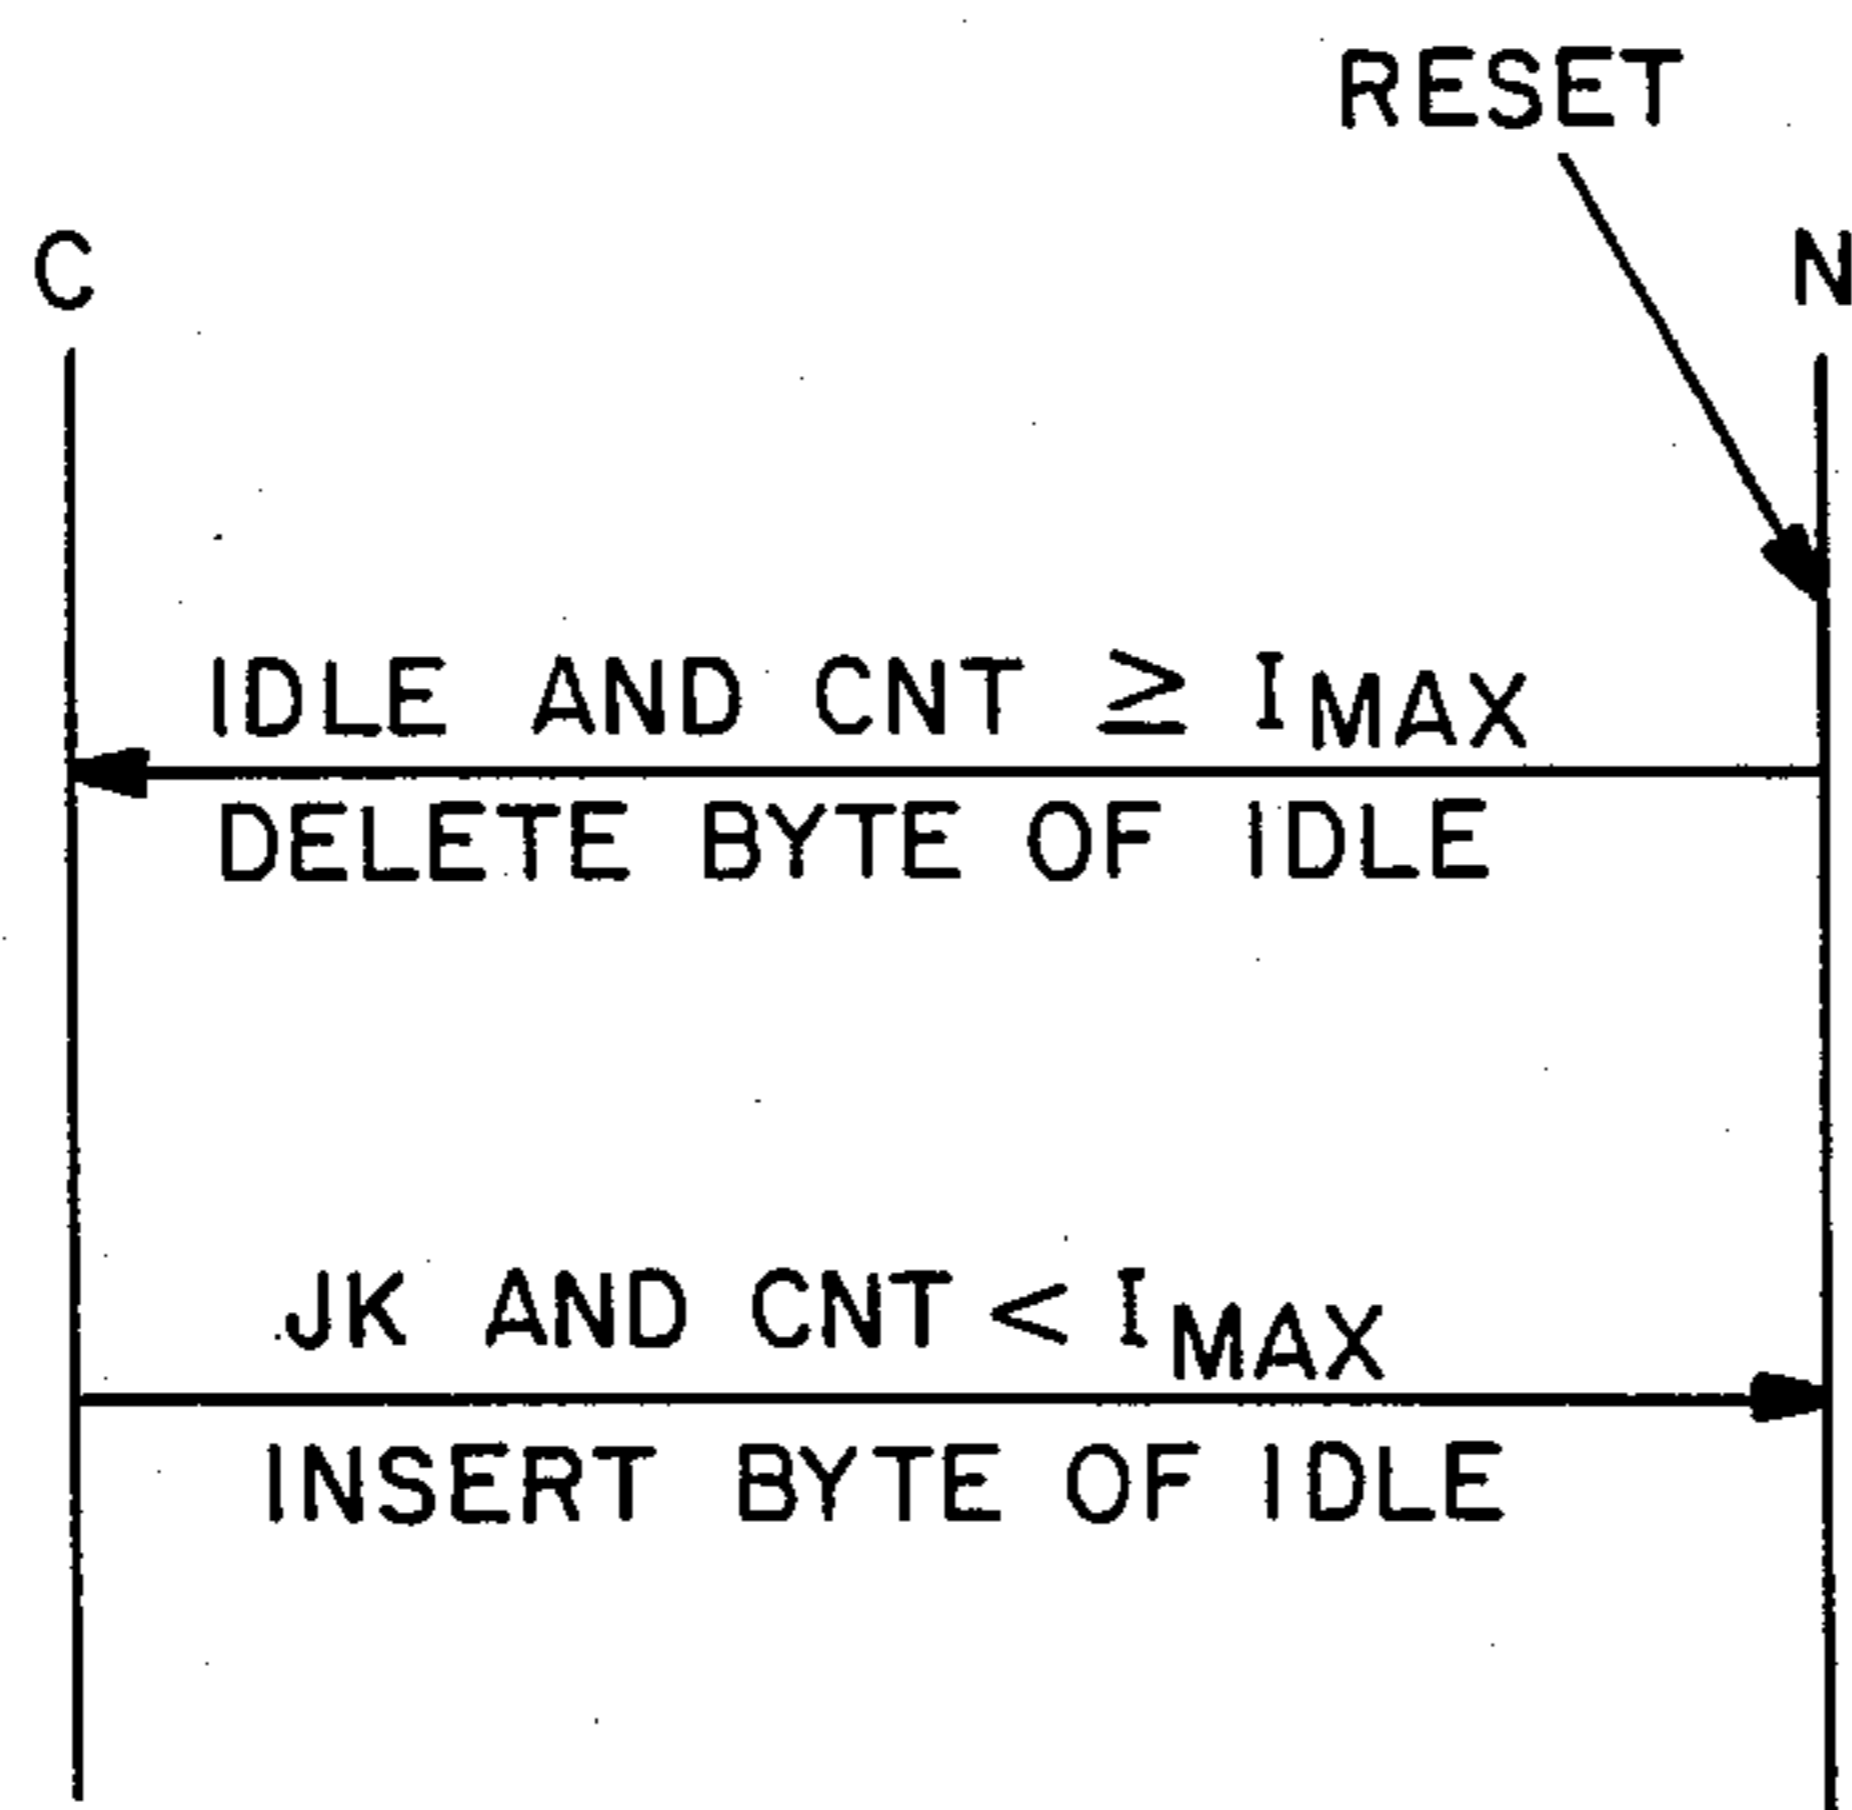 RESET
C
N
IDLE AND CNT ≥ IMAX
DELETE BYTE OF IDLE
JK AND CNT < IMAX
INSERT BYTE OF IDLE